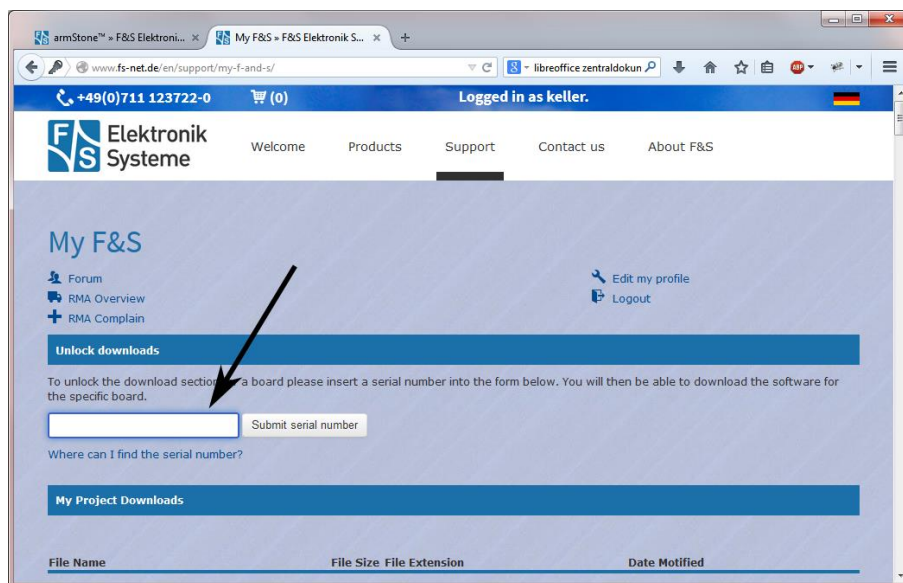 armStone™ » F&S Elektroni... × My F&S » F&S Elektronik S... × +
www.fs-net.de/en/support/my-f-and-s/ 8 - libreoffice zentraldokun ABP
+49(0)711 123722-0 (0) Logged in as keller.
F&S Elektronik Systeme
Welcome Products Support Contact us About F&S
My F&S
Forum Edit my profile
RMA Overview Logout
RMA Complain
Unlock downloads
To unlock the download section a board please insert a serial number into the form below. You will then be able to download the software for
the specific board.
Submit serial number
Where can I find the serial number?
My Project Downloads
File Name File Size File Extension Date Motified